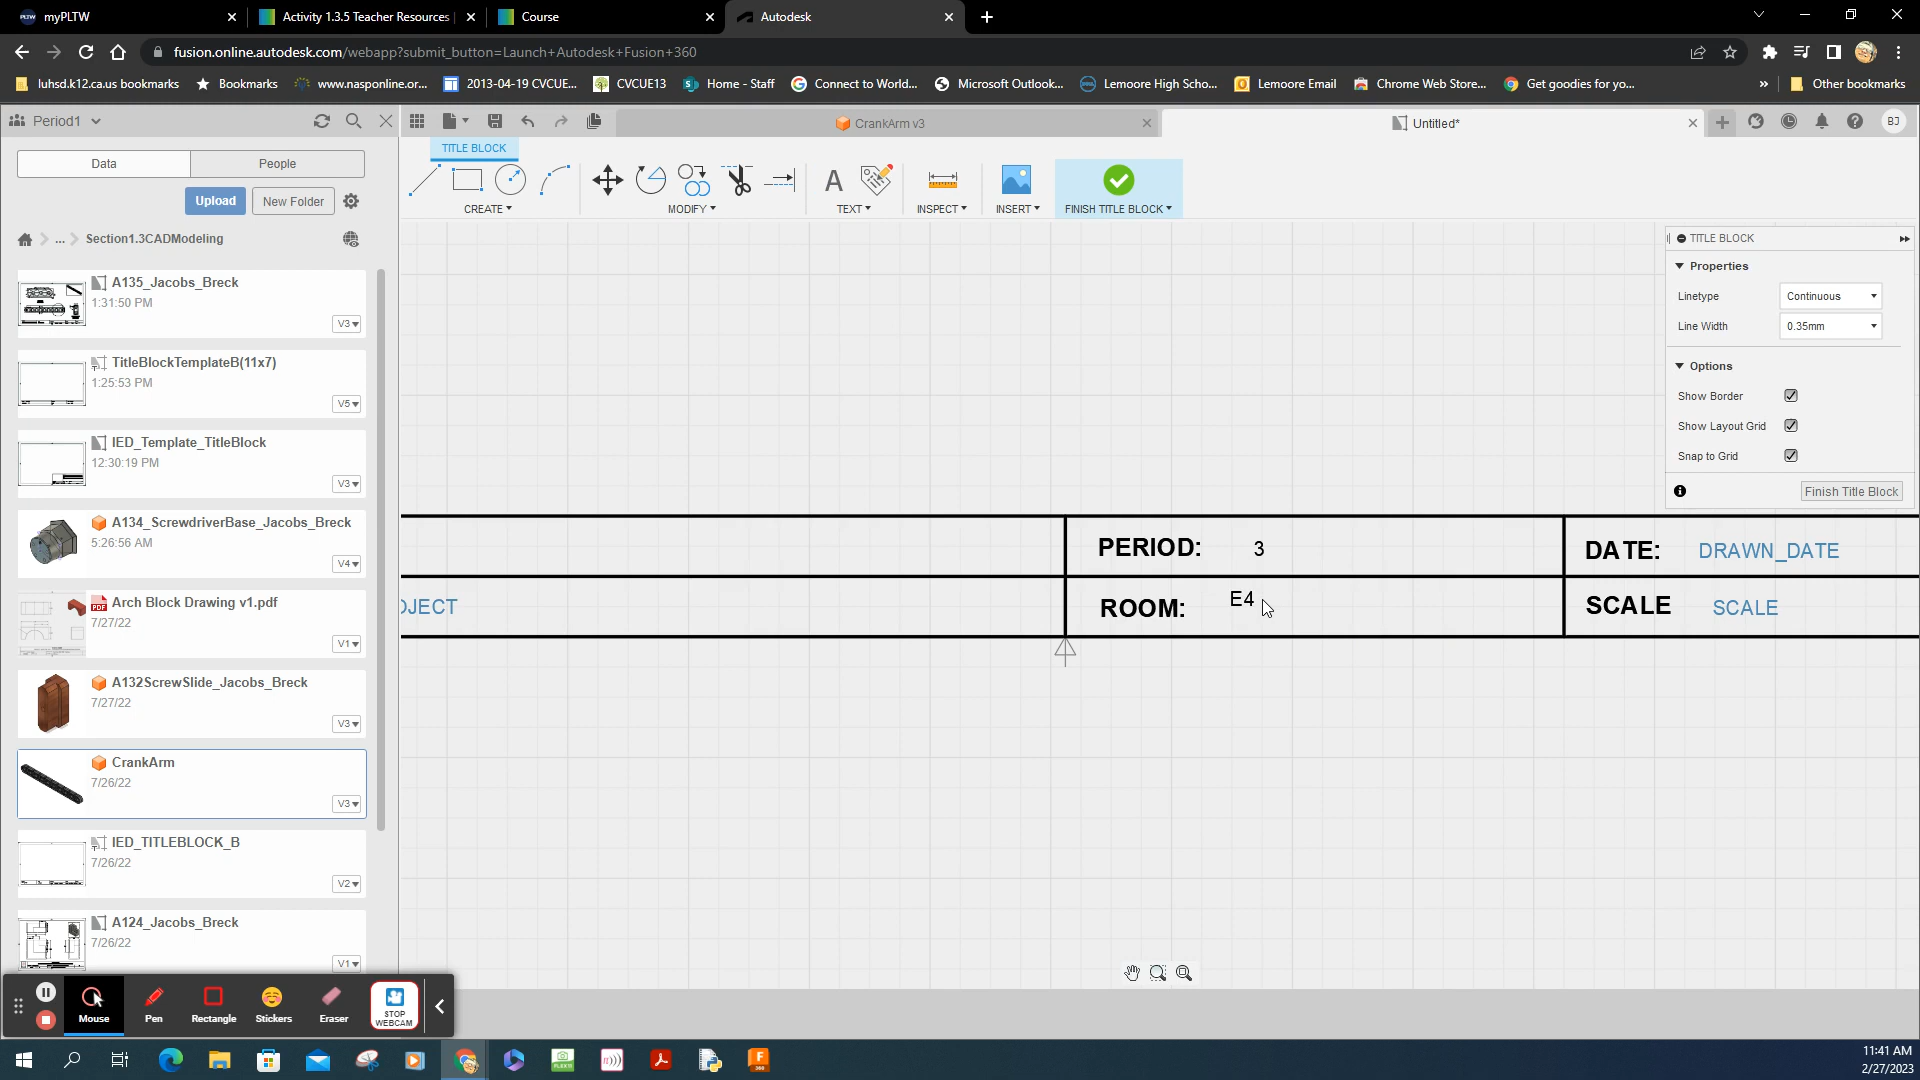 myPLTW
Activity 1.3.5 Teacher Resources
Course
Autodesk
fusion.online.autodesk.com/webapp?submit_button=Launch+Autodesk+Fusion+360
luhsd.k12.ca.us bookmarks
Bookmarks
www.nasponline.or...
2013-04-19 CVCUE...
CVCUE13
Home - Staff
Connect to World...
Microsoft Outlook...
Lemoore High Scho...
Lemoore Email
Chrome Web Store...
Get goodies for yo...
»
Other bookmarks
Period1
CrankArm v3
Untitled*
BJ
Data
People
Upload
New Folder
... Section1.3CADModeling
TITLE BLOCK
CREATE
MODIFY
A
TEXT
INSPECT
INSERT
FINISH TITLE BLOCK
A135_Jacobs_Breck
1:31:50 PM
V3
TitleBlockTemplateB(11x7)
1:25:53 PM
V5
IED_Template_TitleBlock
12:30:19 PM
V3
A134_ScrewdriverBase_Jacobs_Breck
5:26:56 AM
V4
PDF
Arch Block Drawing v1.pdf
7/27/22
V1
A132ScrewSlide_Jacobs_Breck
7/27/22
V3
CrankArm
7/26/22
V3
IED_TITLEBLOCK_B
7/26/22
V2
A124_Jacobs_Breck
7/26/22
V1
TITLE BLOCK
Properties
Linetype
Continuous
Line Width
0.35mm
Options
Show Border
Show Layout Grid
Snap to Grid
Finish Title Block
PERIOD: 3
DATE: DRAWN_DATE
OJECT
ROOM: E4
SCALE SCALE
Mouse
Pen
Rectangle
Stickers
Eraser
STOP
WEBCAM
11:41 AM
2/27/2023